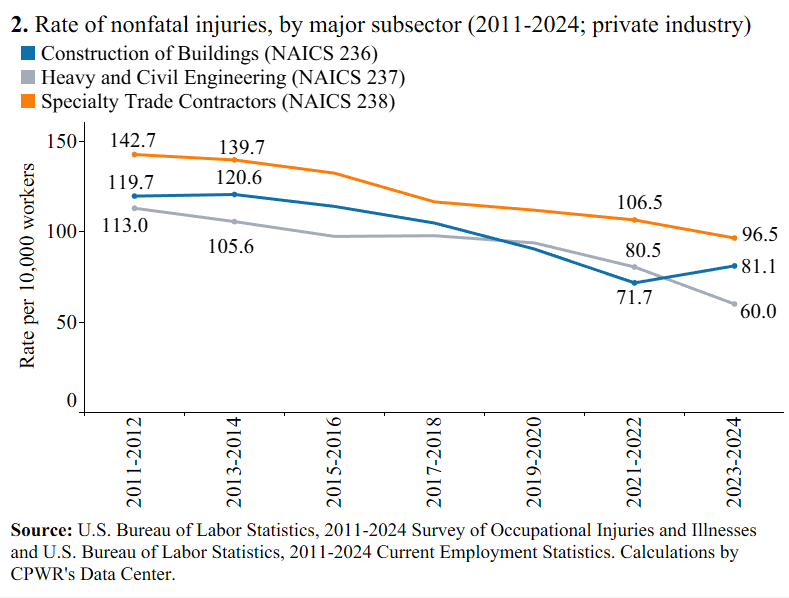 2. Rate of nonfatal injuries, by major subsector (2011-2024; private industry)
Construction of Buildings (NAICS 236)
Heavy and Civil Engineering (NAICS 237)
Specialty Trade Contractors (NAICS 238)
Rate per 10,000 workers
150
100
50
0
142.7
139.7
119.7
120.6
113.0
105.6
106.5
80.5
71.7
96.5
81.1
60.0
2011-2012
2013-2014
2015-2016
2017-2018
2019-2020
2021-2022
2023-2024
Source: U.S. Bureau of Labor Statistics, 2011-2024 Survey of Occupational Injuries and Illnesses
and U.S. Bureau of Labor Statistics, 2011-2024 Current Employment Statistics. Calculations by
CPWR's Data Center.